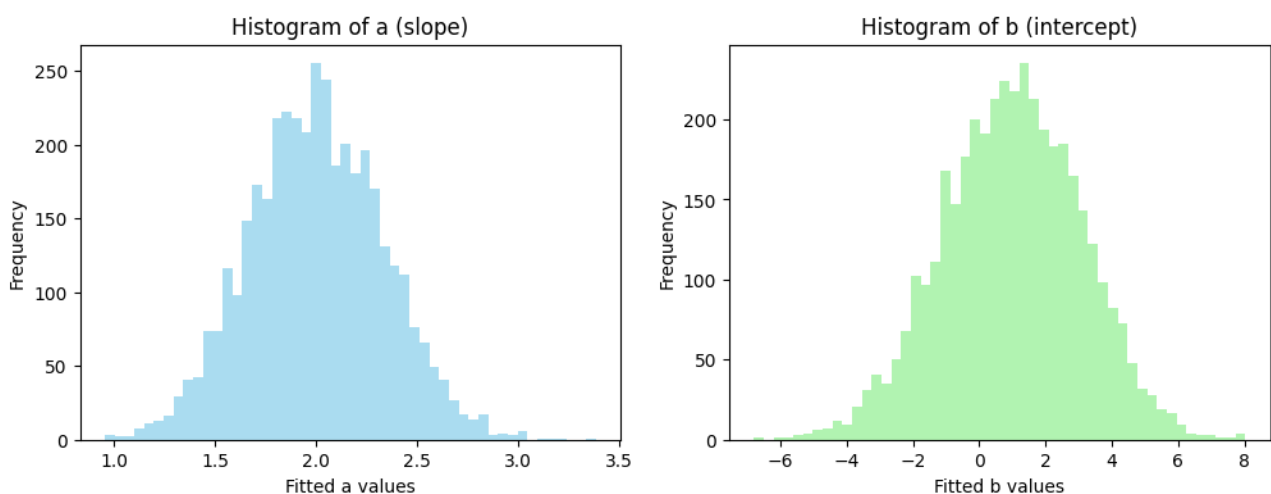 Histogram of a (slope)
Frequency
250
200
150
100
50
0
1.0 1.5 2.0 2.5 3.0 3.5
Fitted a values
Histogram of b (intercept)
Frequency
200
150
100
50
0
−6 −4 −2 0 2 4 6 8
Fitted b values